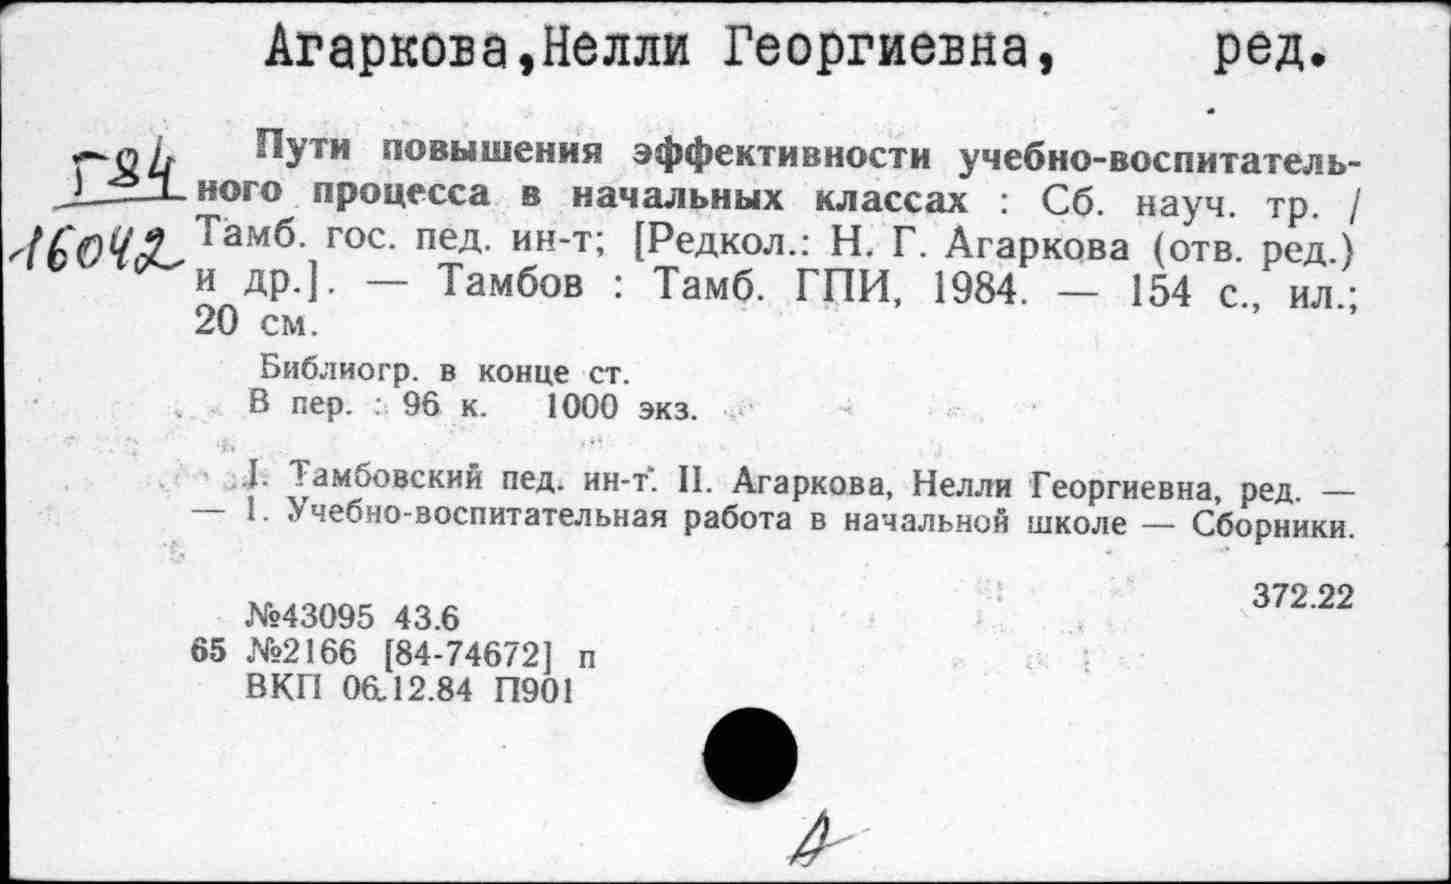 Агаркова,Нелли Георгиевна, ред.
Г84
16042
Пути повышения эффективности учебно-воспитатель-
ного процесса в начальных классах : Сб. науч. тр. /
Тамб. гос. пед. ин-т; [Редкол.: Н. Г. Агаркова (отв. ред.)
и др.]. — Тамбов : Тамб. ГПИ, 1984. — 154 с., ил.;
20 см.
Библиогр. в конце ст.
В пер. : 96 к. 1000 экз.
I. Тамбовский пед. ин-т. II. Агаркова, Нелли Георгиевна, ред. —
— 1. Учебно-воспитательная работа в начальной школе — Сборники.
372.22
№43095 43.6
65 №2166 [84-74672] п
ВКП 06.12.84 П901